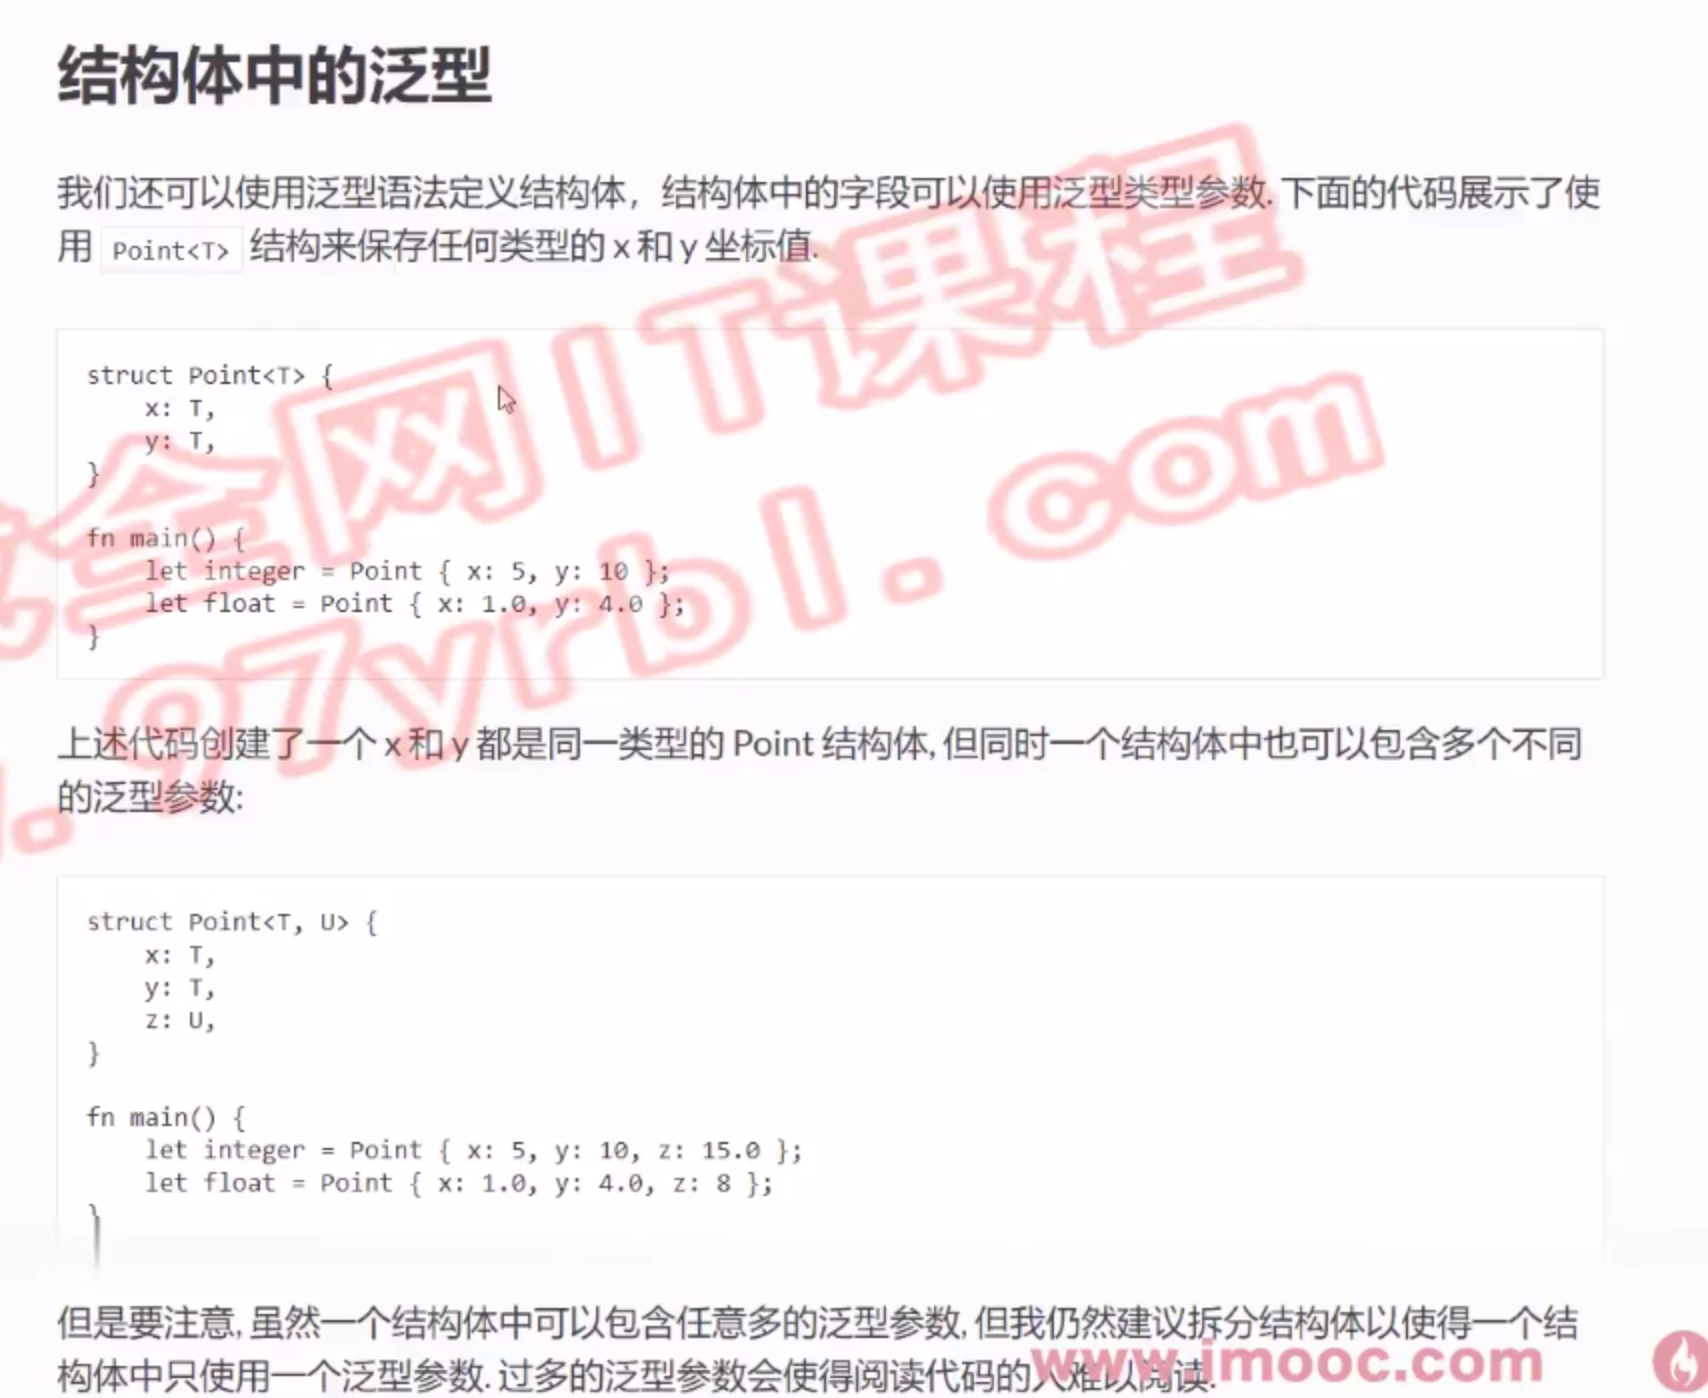 结构体中的泛型
我们还可以使用泛型语法定义结构体，结构体中的字段可以使用泛型类型参数. 下面的代码展示了使
用 Point<T> 结构来保存任何类型的 x 和 y 坐标值.
struct Point<T> {
    x: T,
    y: T,
}
fn main() {
    let integer = Point { x: 5, y: 10 };
    let float = Point { x: 1.0, y: 4.0 };
}
上述代码创建了一个 x 和 y 都是同一类型的 Point 结构体, 但同时一个结构体中也可以包含多个不同
的泛型参数:
struct Point<T, U> {
    x: T,
    y: T,
    z: U,
}
fn main() {
    let integer = Point { x: 5, y: 10, z: 15.0 };
    let float = Point { x: 1.0, y: 4.0, z: 8 };
}
但是要注意, 虽然一个结构体中可以包含任意多的泛型参数, 但我仍然建议拆分结构体以使得一个结
构体中只使用一个泛型参数. 过多的泛型参数会使得阅读代码的人难以阅读.
全网IT课程
.97yrbl.com
www.imooc.com